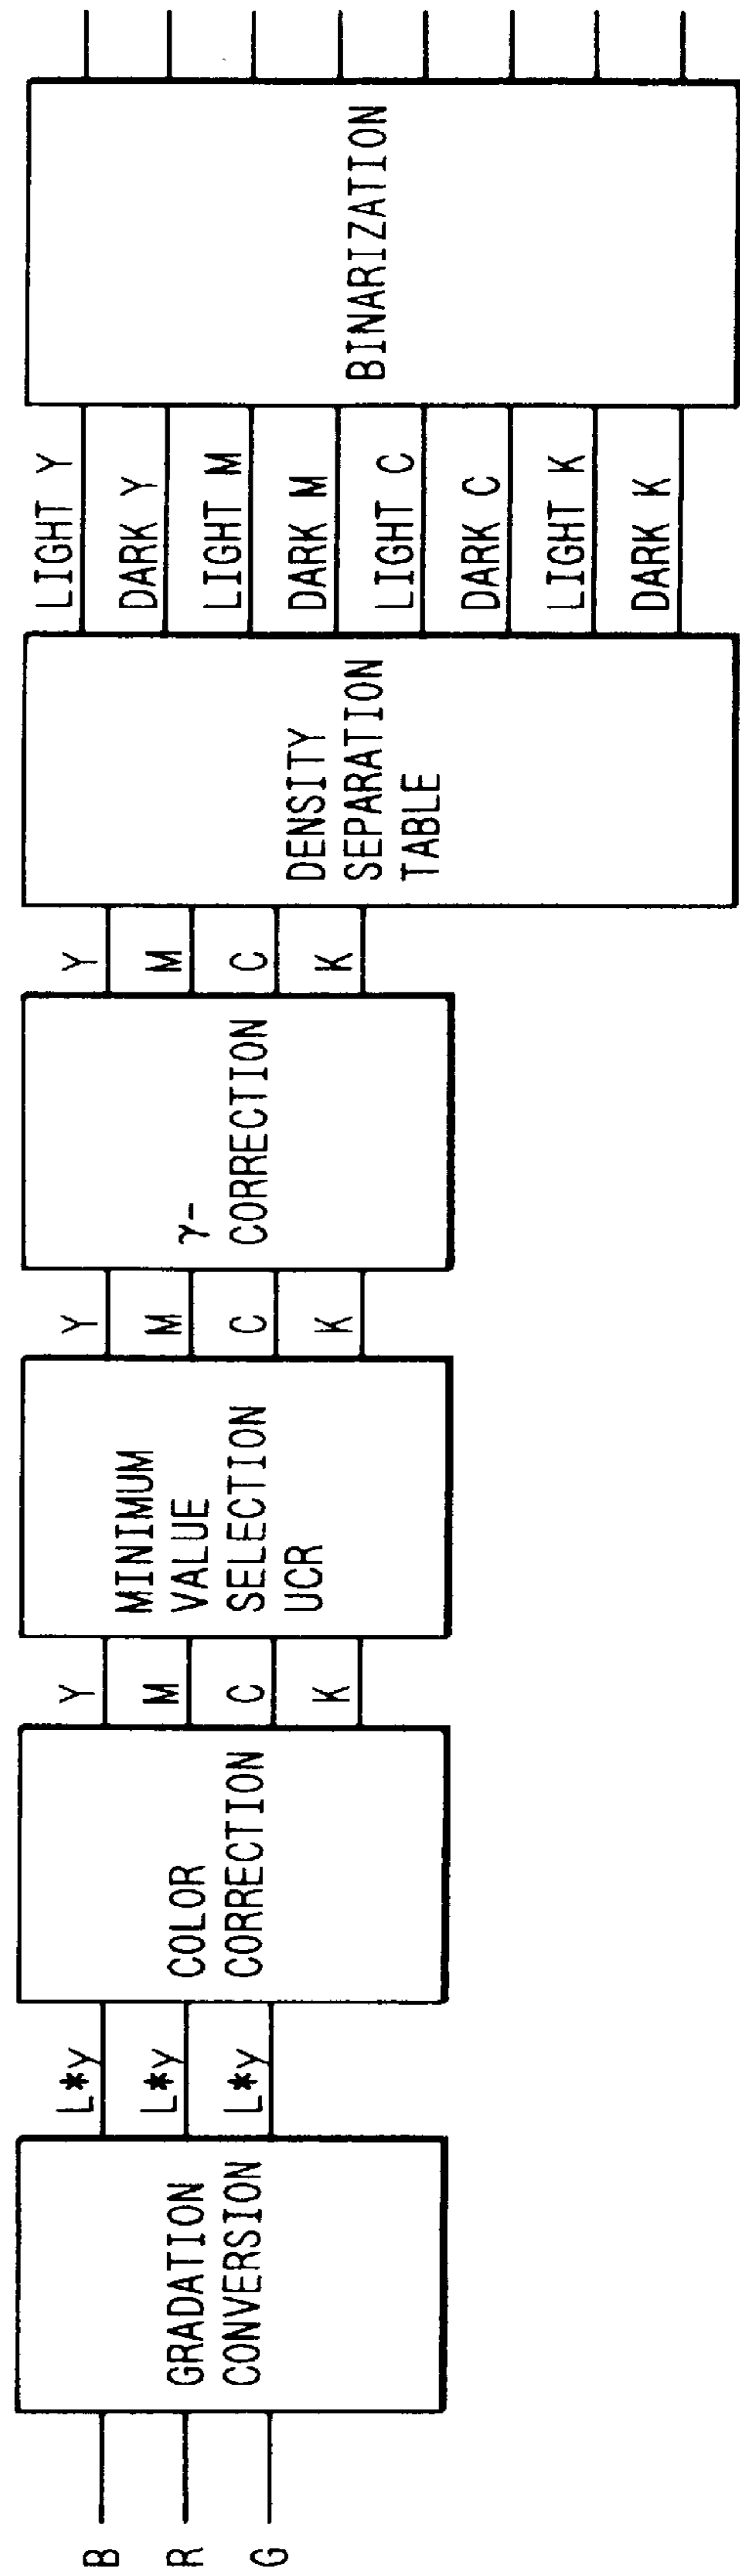 B
R
G
GRADATION
CONVERSION
L*y
L*y
L*y
COLOR
CORRECTION
Y
M
C
K
MINIMUM
VALUE
SELECTION
UCR
Y
M
C
K
γ-
CORRECTION
Y
M
C
K
DENSITY
SEPARATION
TABLE
LIGHT Y
DARK Y
LIGHT M
DARK M
LIGHT C
DARK C
LIGHT K
DARK K
BINARIZATION